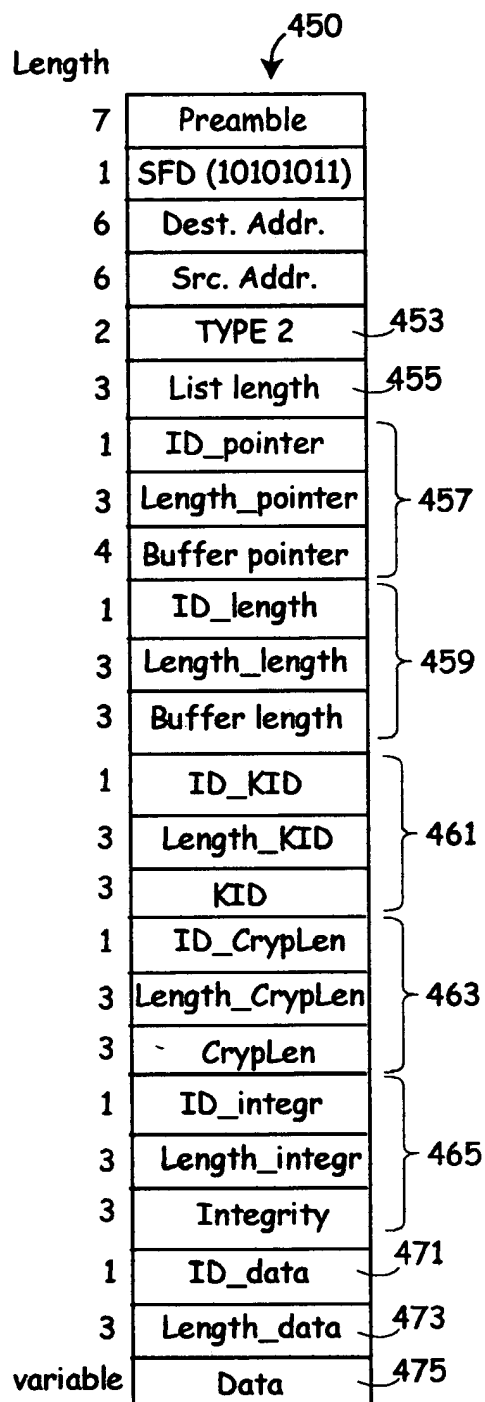 450
Length
7 Preamble
1 SFD (10101011)
6 Dest. Addr.
6 Src. Addr.
2 TYPE 2 453
3 List length 455
1 ID_pointer
3 Length_pointer 457
4 Buffer pointer
1 ID_length
3 Length_length 459
3 Buffer length
1 ID_KID
3 Length_KID 461
3 KID
1 ID_CrypLen
3 Length_CrypLen 463
3 CrypLen
1 ID_integr
3 Length_integr 465
3 Integrity
1 ID_data 471
3 Length_data 473
variable Data 475